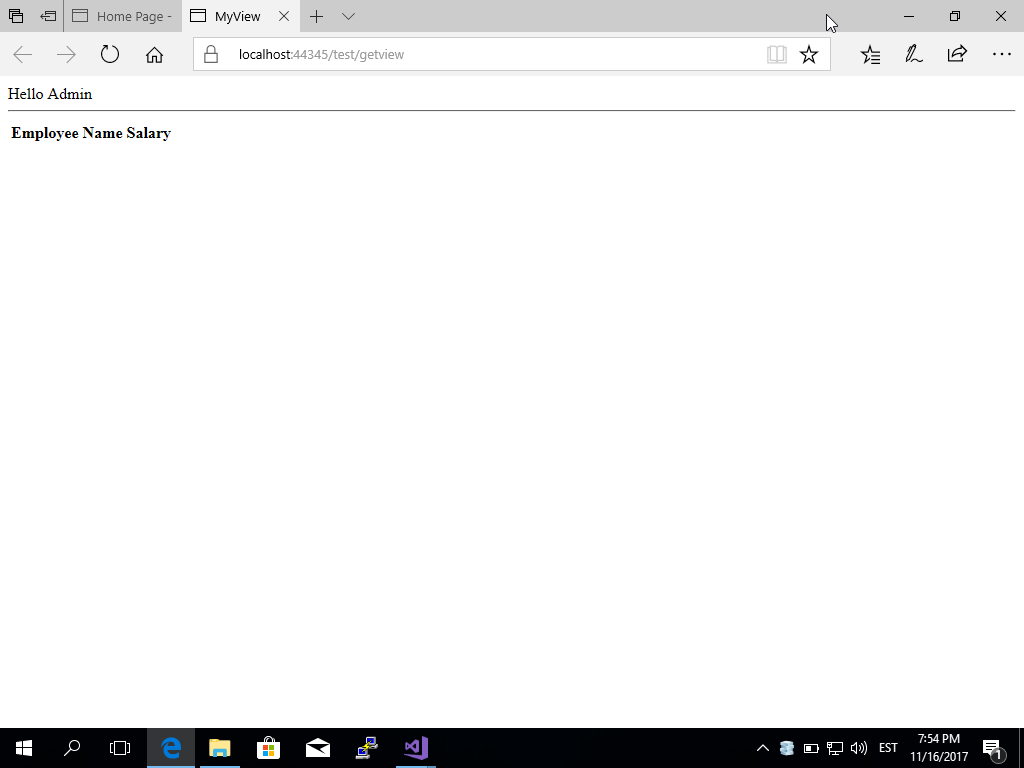 Home Page -
MyView
localhost:44345/test/getview
Hello Admin
Employee Name Salary
EST
7:54 PM
11/16/2017
1